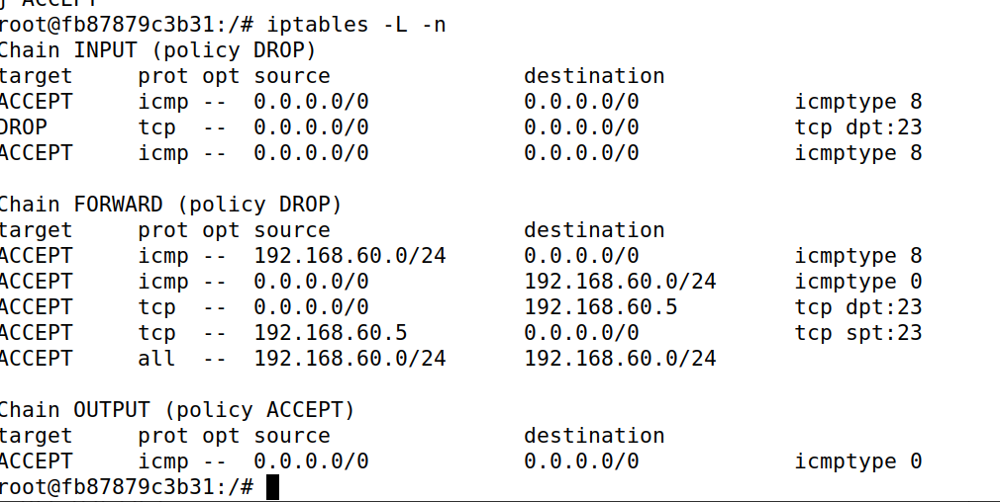 j ACCEPT
root@fb87879c3b31:/# iptables -L -n
Chain INPUT (policy DROP)
target     prot opt source               destination
ACCEPT     icmp --  0.0.0.0/0            0.0.0.0/0            icmptype 8
DROP       tcp  --  0.0.0.0/0            0.0.0.0/0            tcp dpt:23
ACCEPT     icmp --  0.0.0.0/0            0.0.0.0/0            icmptype 8

Chain FORWARD (policy DROP)
target     prot opt source               destination
ACCEPT     icmp --  192.168.60.0/24      0.0.0.0/0            icmptype 8
ACCEPT     icmp --  0.0.0.0/0            192.168.60.0/24      icmptype 0
ACCEPT     tcp  --  0.0.0.0/0            192.168.60.5         tcp dpt:23
ACCEPT     tcp  --  192.168.60.5         0.0.0.0/0            tcp spt:23
ACCEPT     all  --  192.168.60.0/24      192.168.60.0/24

Chain OUTPUT (policy ACCEPT)
target     prot opt source               destination
ACCEPT     icmp --  0.0.0.0/0            0.0.0.0/0            icmptype 0
root@fb87879c3b31:/#